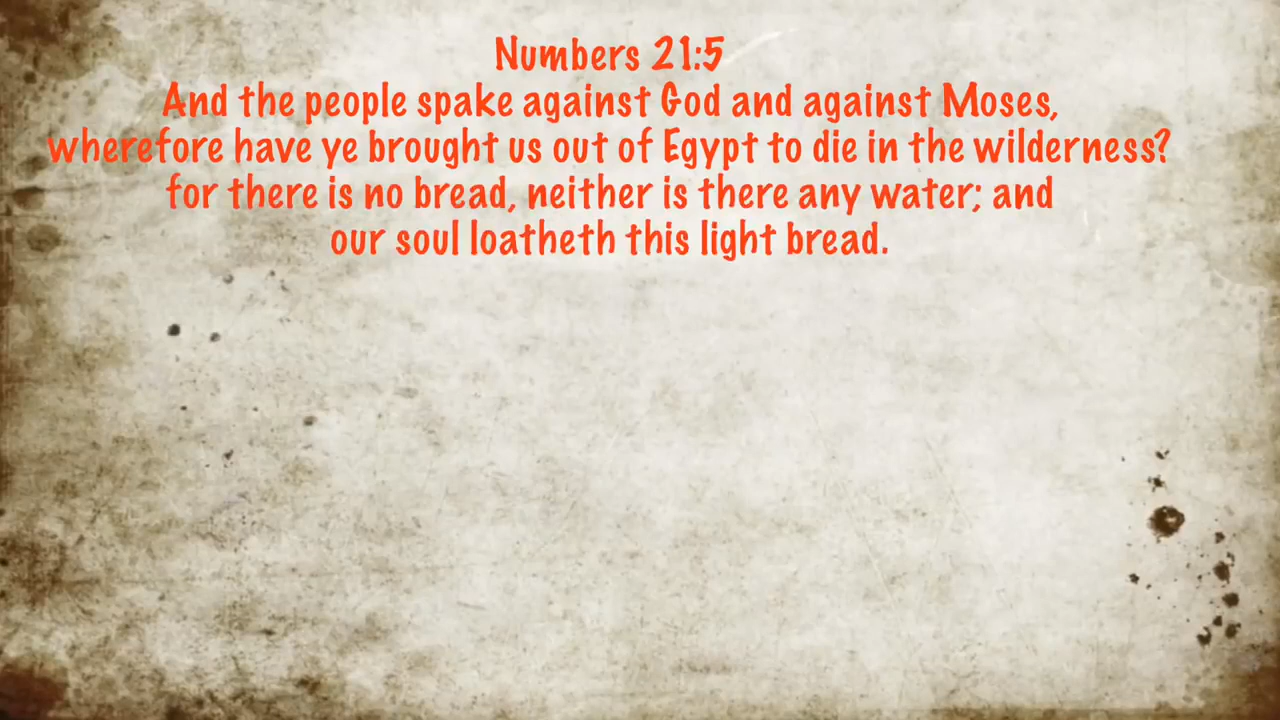 Numbers 21:5
And the people spake against God and against Moses,
wherefore have ye brought us out of Egypt to die in the wilderness?
for there is no bread, neither is there any water; and
our soul loatheth this light bread.